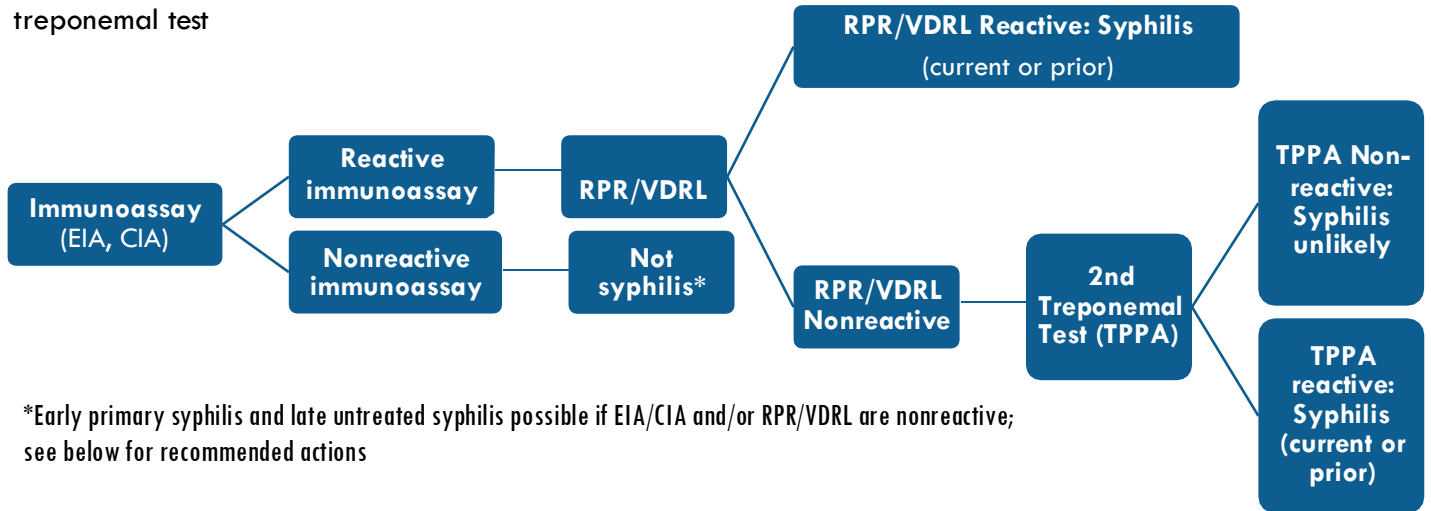 treponemal test
Immunoassay
(EIA, CIA)
Reactive
immunoassay
Nonreactive
immunoassay
RPR/VDRL
Not
syphilis*
RPR/VDRL Reactive: Syphilis
(current or prior)
RPR/VDRL
Nonreactive
2nd
Treponemal
Test (TPPA)
TPPA Non-
reactive:
Syphilis
unlikely
TPPA
reactive:
Syphilis
(current or
prior)
*Early primary syphilis and late untreated syphilis possible if EIA/CIA and/or RPR/VDRL are nonreactive;
see below for recommended actions